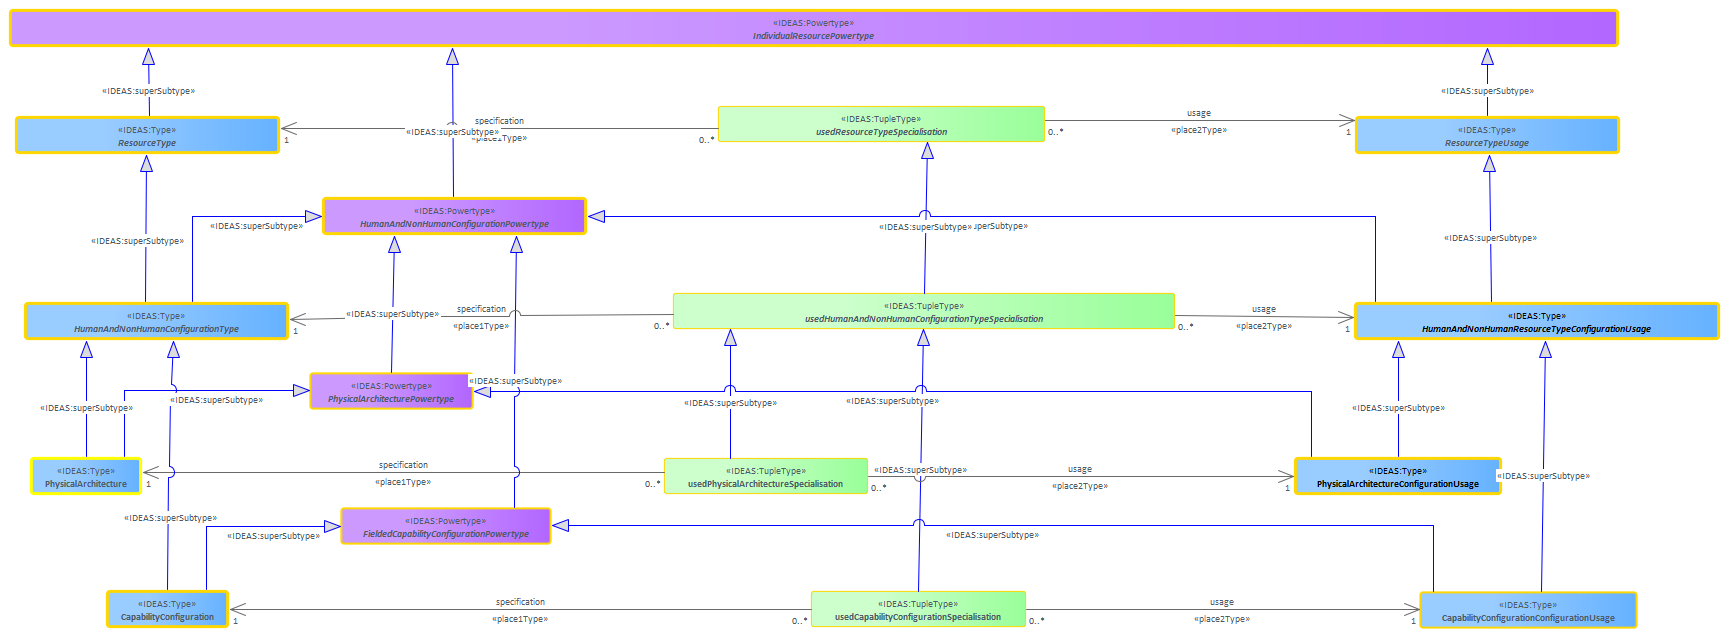 «IDEAS:Powertype»
IndividualResourcePowertype
«IDEAS:superSubtype»
«IDEAS:superSubtype»
«IDEAS:Type»
ResourceType
1
specification
«IDEAS:superSubtype»
0..*
«IDEAS:TupleType»
usedResourceTypeSpecialisation
0..*
usage
«place2Type»
1
«IDEAS:Type»
ResourceTypeUsage
«IDEAS:superSubtype»
«IDEAS:superSubtype»
«IDEAS:Powertype»
HumanAndNonHumanConfigurationPowertype
«IDEAS:superSubtype»
«IDEAS:superSubtype»
«IDEAS:Type»
HumanAndNonHumanConfigurationType
1
«IDEAS:superSubtype»
specification
«place1Type»
0..*
«IDEAS:TupleType»
usedHumanAndNonHumanConfigurationTypeSpecialisation
0..*
usage
«place2Type»
1
«IDEAS:Type»
HumanAndNonHumanResourceTypeConfigurationUsage
«IDEAS:superSubtype»
«IDEAS:superSubtype»
«IDEAS:Powertype»
PhysicalArchitecturePowertype
«IDEAS:superSubtype»
«IDEAS:superSubtype»
«IDEAS:superSubtype»
«IDEAS:superSubtype»
«IDEAS:Type»
PhysicalArchitecture
1
specification
«place1Type»
0..*
«IDEAS:TupleType»
usedPhysicalArchitectureSpecialisation
«IDEAS:superSubtype»
0..*
usage
«place2Type»
1
«IDEAS:Type»
PhysicalArchitectureConfigurationUsage
«IDEAS:superSubtype»
«IDEAS:superSubtype»
«IDEAS:superSubtype»
«IDEAS:Powertype»
FieldedCapabilityConfigurationPowertype
«IDEAS:superSubtype»
«IDEAS:Type»
CapabilityConfiguration
1
specification
«place1Type»
0..*
«IDEAS:TupleType»
usedCapabilityConfigurationSpecialisation
0..*
usage
«place2Type»
1
«IDEAS:Type»
CapabilityConfigurationConfigurationUsage